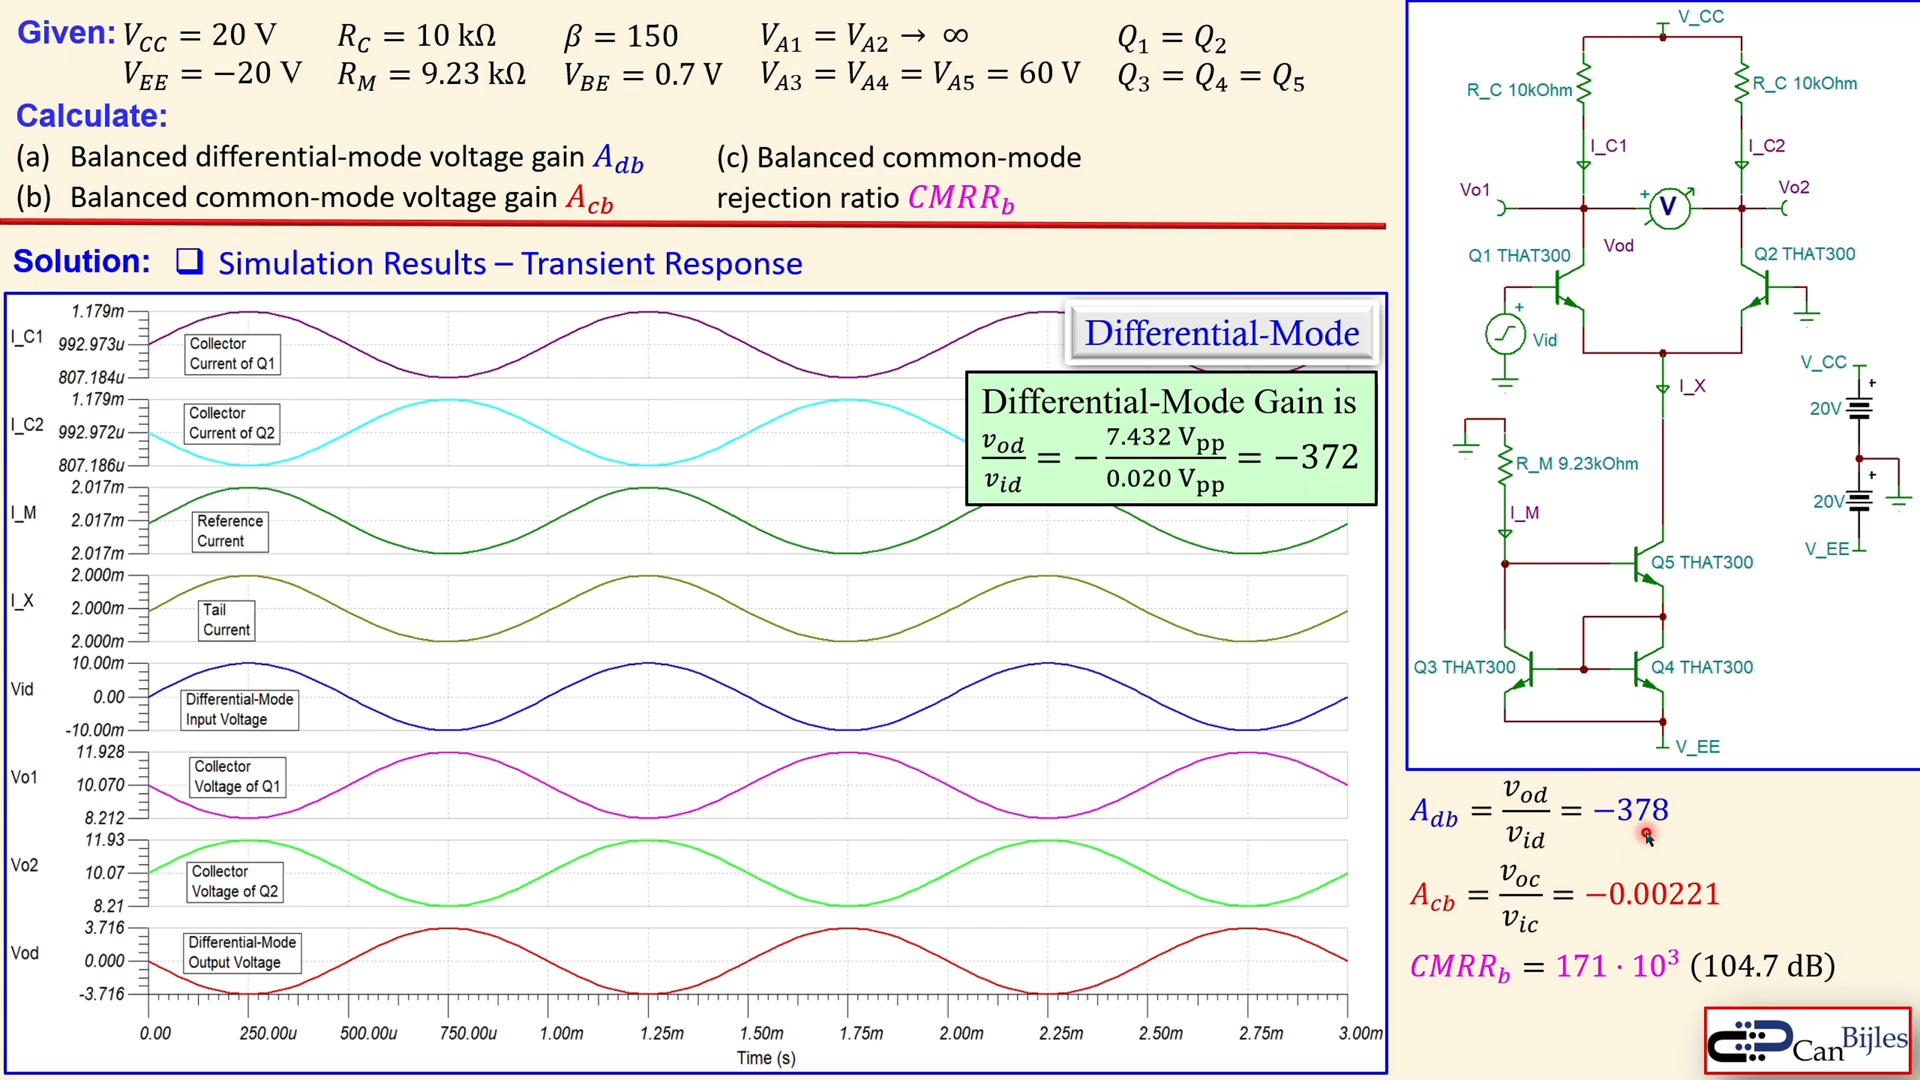 Given: V_CC = 20 V R_C = 10 kΩ β = 150 V_A1 = V_A2 → ∞ Q_1 = Q_2
V_EE = −20 V R_M = 9.23 kΩ V_BE = 0.7 V V_A3 = V_A4 = V_A5 = 60 V Q_3 = Q_4 = Q_5
Calculate:
(a) Balanced differential-mode voltage gain A_db
(b) Balanced common-mode voltage gain A_cb
(c) Balanced common-mode
rejection ratio CMRR_b
Solution: ❑ Simulation Results – Transient Response
Differential-Mode
Differential-Mode Gain is
v_od/v_id = − 7.432 V_pp / 0.020 V_pp = −372
I_C1
1.179m
992.973u
807.184u
Collector
Current of Q1
I_C2
1.179m
992.972u
807.186u
Collector
Current of Q2
I_M
2.017m
2.017m
2.017m
Reference
Current
I_X
2.000m
2.000m
2.000m
Tail
Current
Vid
10.00m
0.00
-10.00m
Differential-Mode
Input Voltage
Vo1
11.928
10.070
8.212
Collector
Voltage of Q1
Vo2
11.93
10.07
8.21
Collector
Voltage of Q2
Vod
3.716
0.000
-3.716
Differential-Mode
Output Voltage
0.00 250.00u 500.00u 750.00u 1.00m 1.25m 1.50m 1.75m 2.00m 2.25m 2.50m 2.75m 3.00m
Time (s)
V_CC
R_C 10kOhm
R_C 10kOhm
I_C1
I_C2
Vo1
+
V
Vo2
Vod
Q1 THAT300
Q2 THAT300
+
Vid
I_X
V_CC
+
20V
R_M 9.23kOhm
+
20V
I_M
V_EE
Q5 THAT300
Q3 THAT300
Q4 THAT300
V_EE
A_db = v_od/v_id = −378
A_cb = v_oc/v_ic = −0.00221
CMRR_b = 171 · 10³ (104.7 dB)
CanBijles